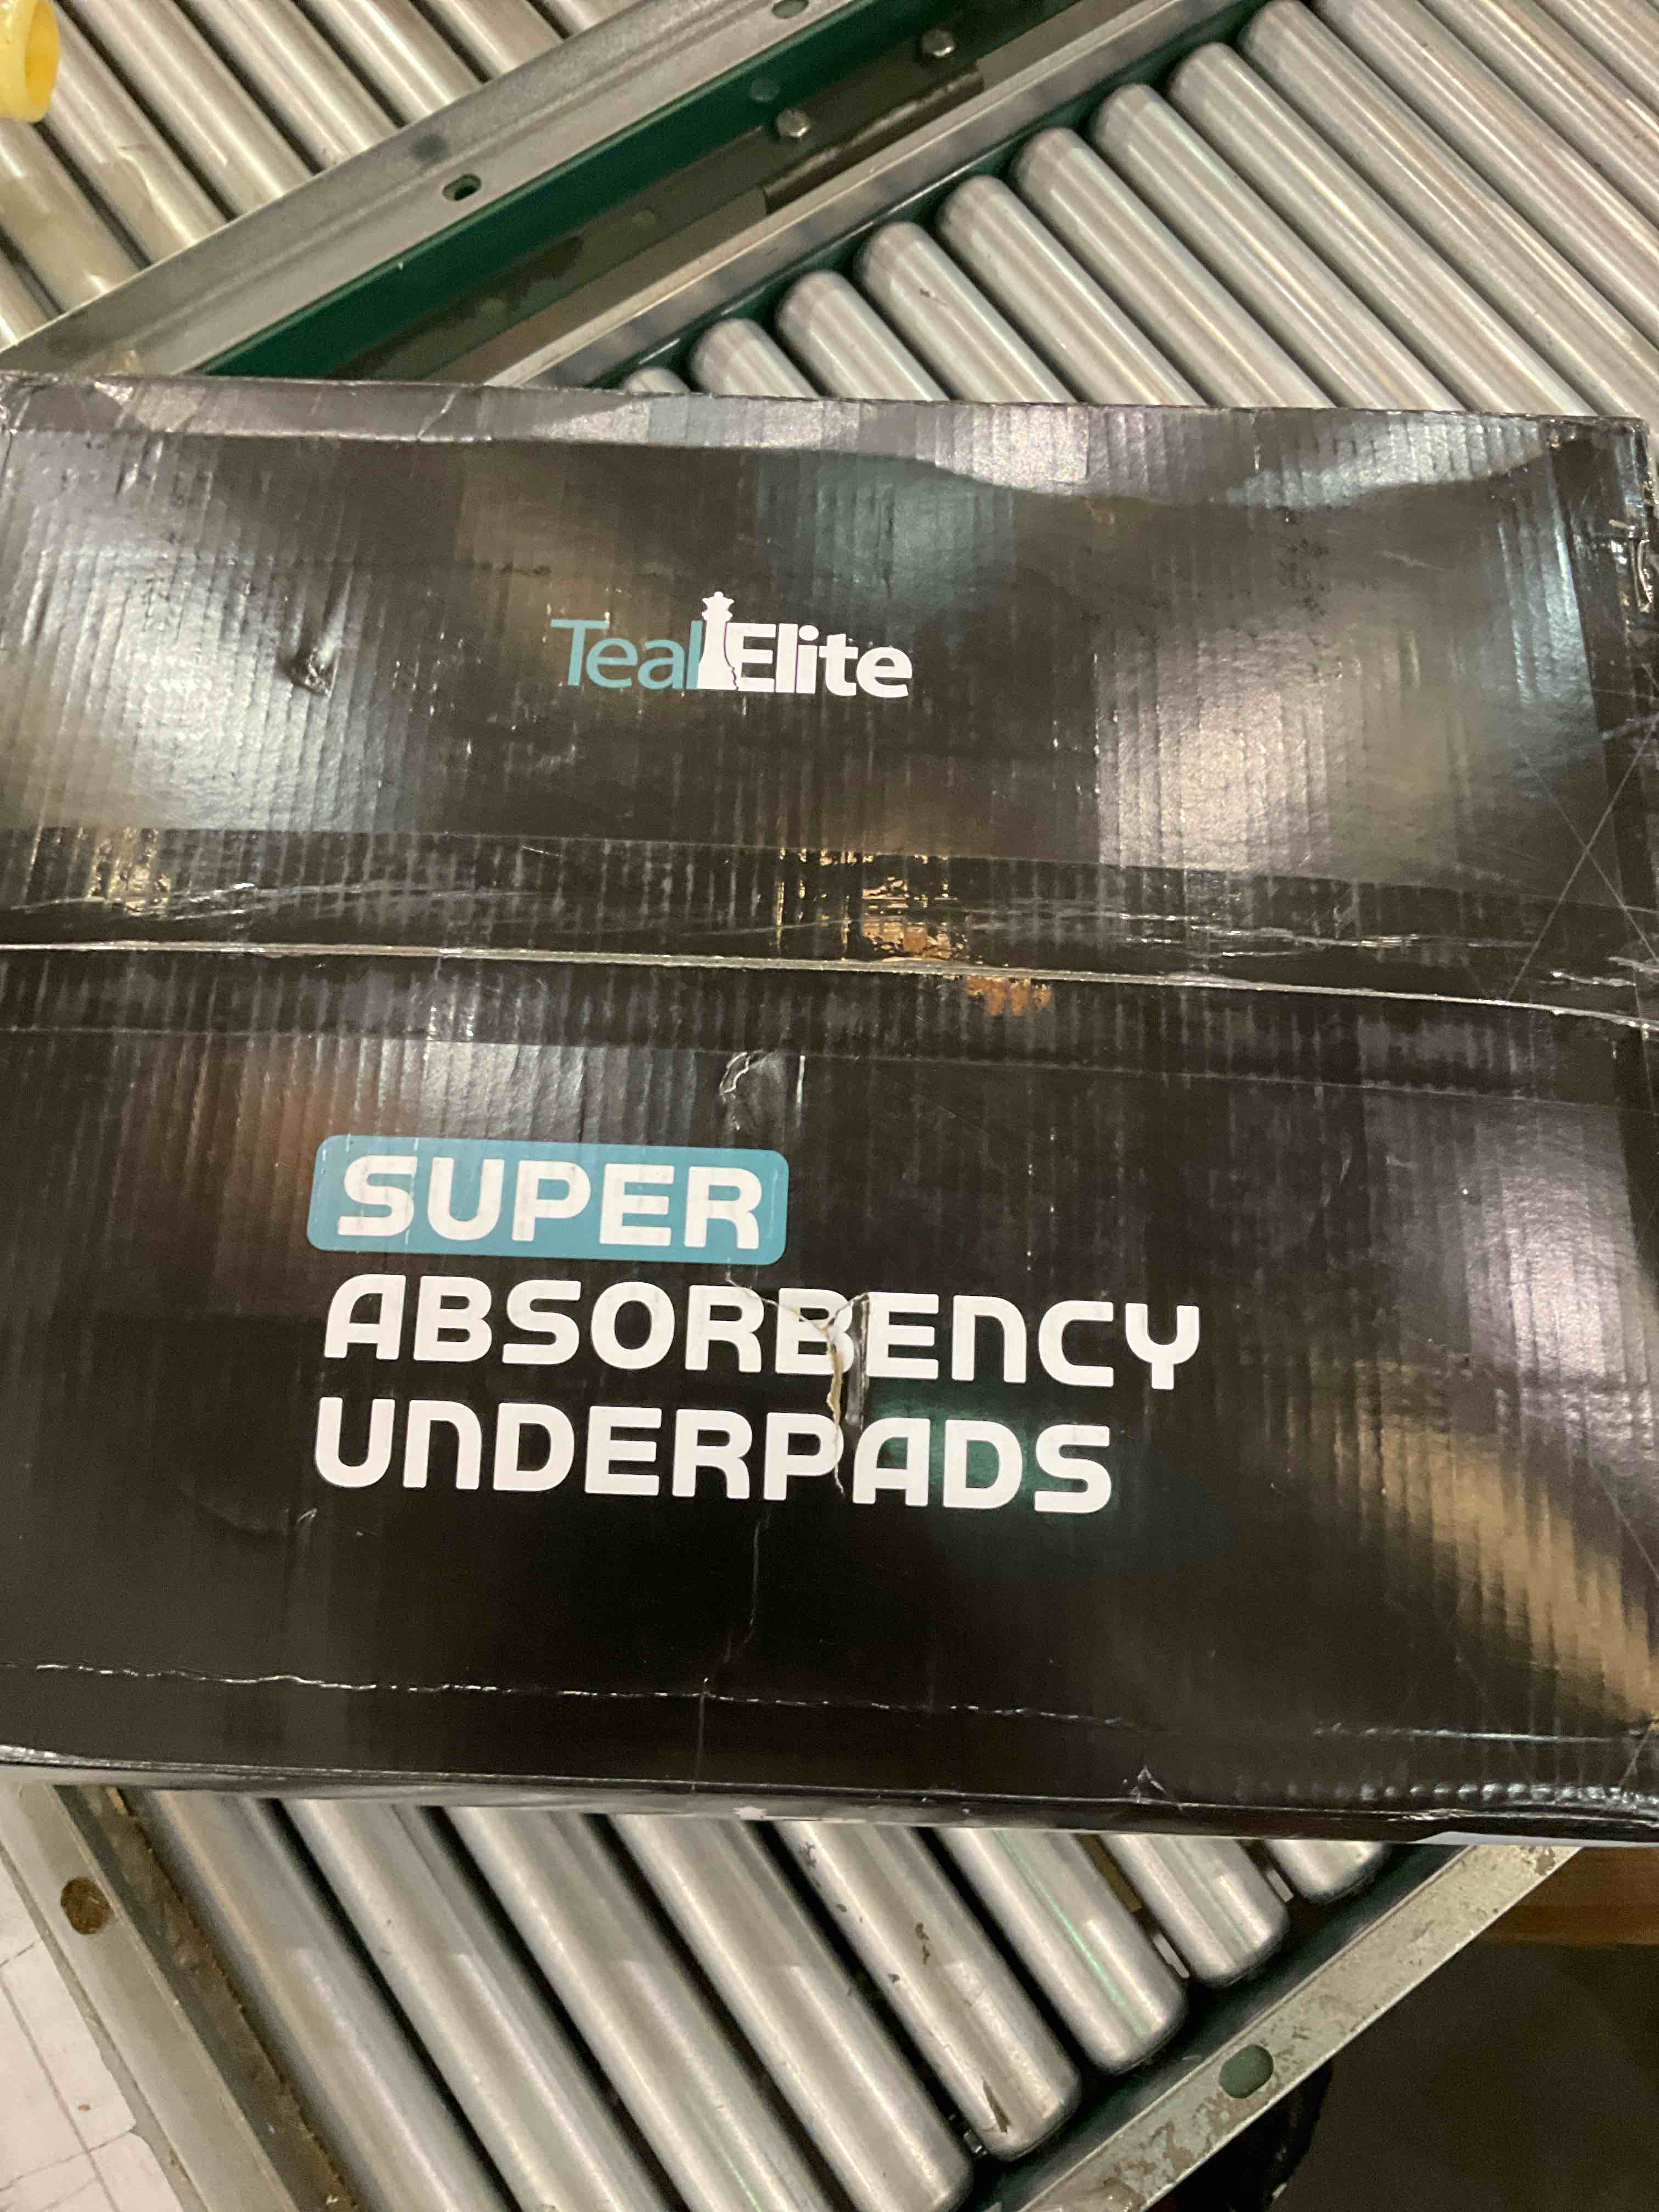 TealElite
SUPER
ABSORBENCY
UNDERPADS